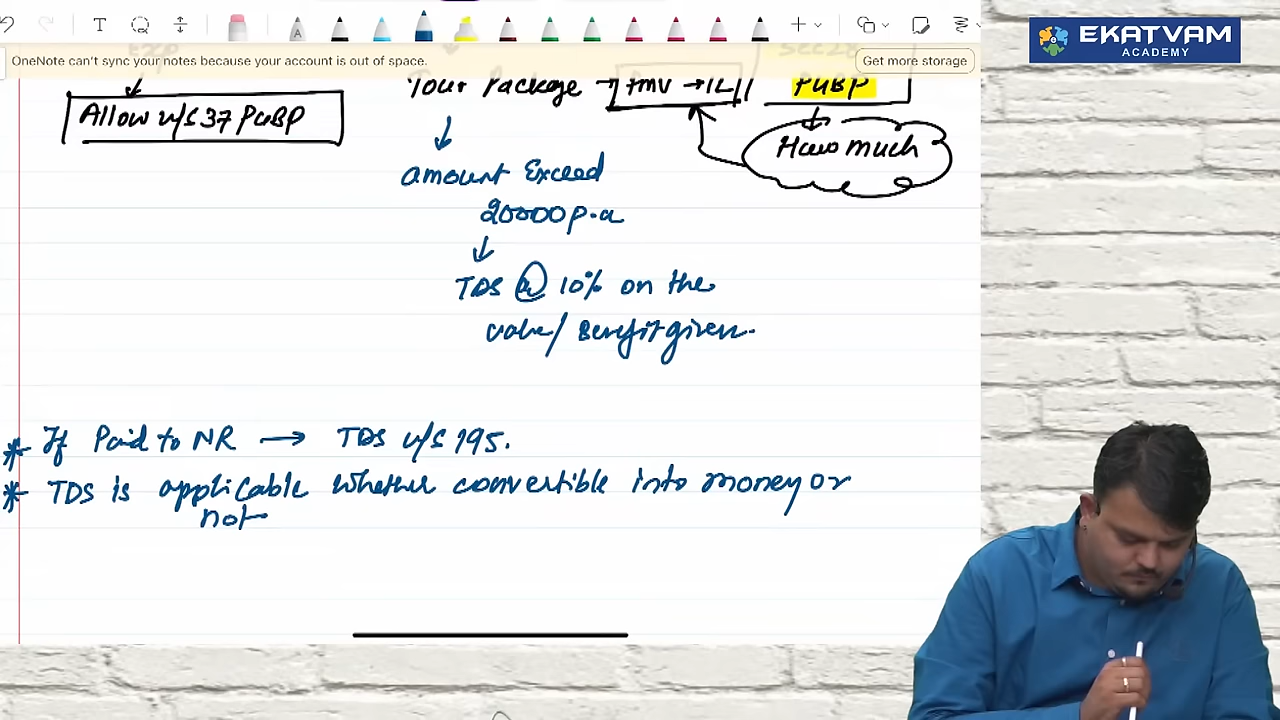 T
A
EKATVAM
ACADEMY
OneNote can't sync your notes because your account is out of space.
Get more storage
Tour Package → FMV → 1L
PGBP
Allow u/s 37 PGBP
How much
amount Exceed
20000 p.a
TDS @ 10% on the
value/ Benefit given.
* If Paid to NR → TDS u/s 195.
* TDS is applicable whether convertible into money or
not